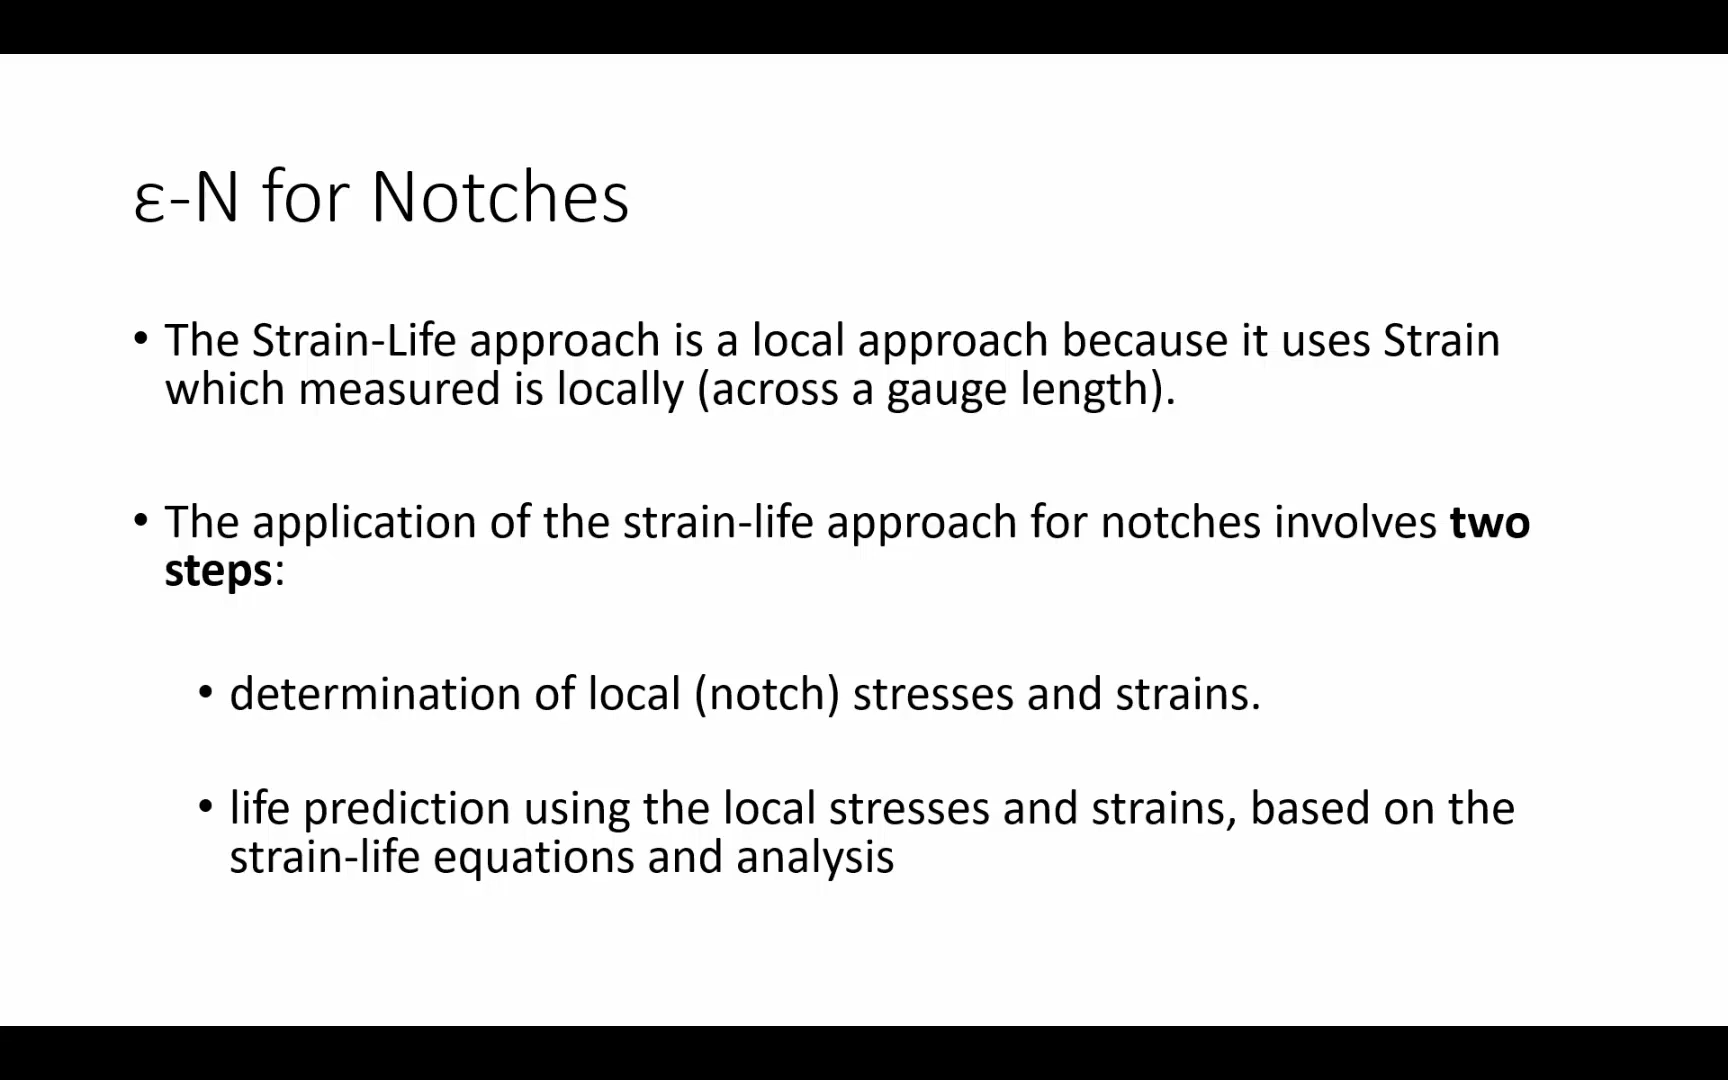 ε-N for Notches
• The Strain-Life approach is a local approach because it uses Strain
which measured is locally (across a gauge length).
• The application of the strain-life approach for notches involves two
steps:
• determination of local (notch) stresses and strains.
• life prediction using the local stresses and strains, based on the
strain-life equations and analysis